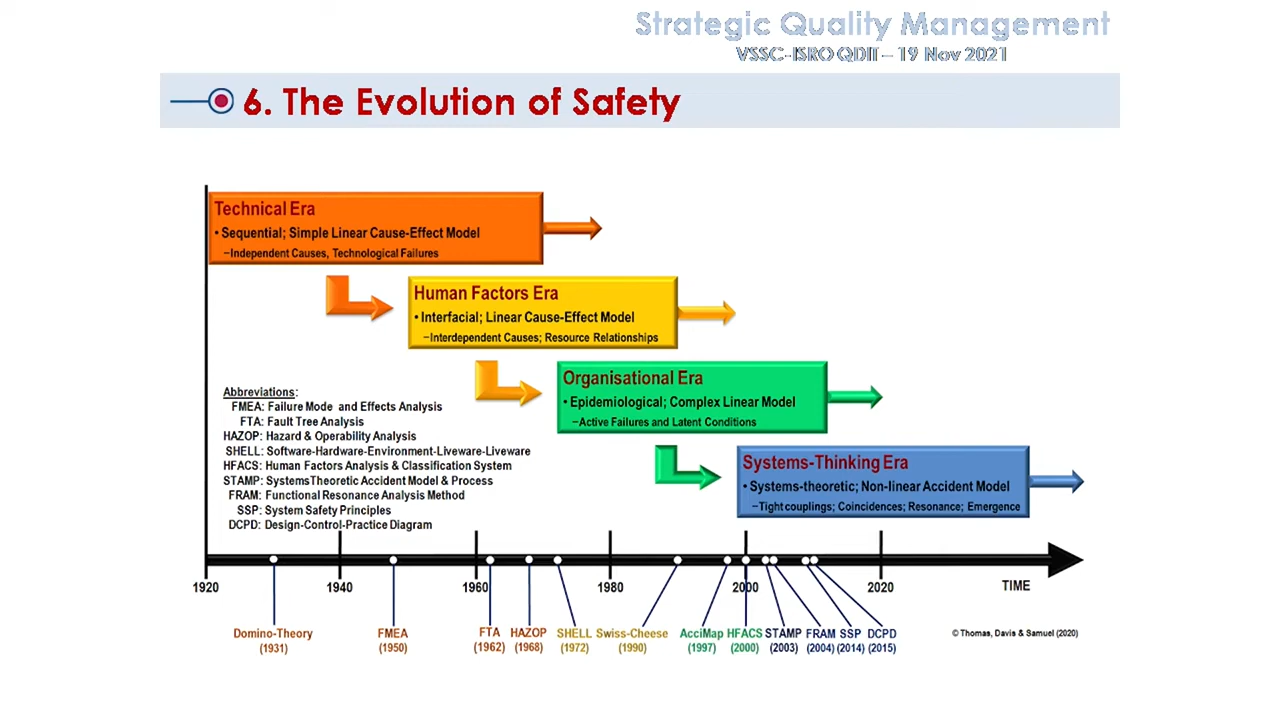 Strategic Quality Management
VSSC-ISRO QDIT – 19 Nov 2021
6. The Evolution of Safety
Technical Era
• Sequential; Simple Linear Cause-Effect Model
–Independent Causes, Technological Failures
Human Factors Era
• Interfacial; Linear Cause-Effect Model
–Interdependent Causes; Resource Relationships
Organisational Era
• Epidemiological; Complex Linear Model
–Active Failures and Latent Conditions
Systems-Thinking Era
• Systems-theoretic; Non-linear Accident Model
–Tight couplings; Coincidences; Resonance; Emergence
Abbreviations:
FMEA: Failure Mode and Effects Analysis
FTA: Fault Tree Analysis
HAZOP: Hazard & Operability Analysis
SHELL: Software-Hardware-Environment-Liveware-Liveware
HFACS: Human Factors Analysis & Classification System
STAMP: SystemsTheoretic Accident Model & Process
FRAM: Functional Resonance Analysis Method
SSP: System Safety Principles
DCPD: Design-Control-Practice Diagram
1920 1940 1960 1980 2000 2020 TIME
Domino-Theory FMEA FTA HAZOP SHELL Swiss-Cheese AcciMap HFACS STAMP FRAM SSP DCPD
(1931) (1950) (1962) (1968) (1972) (1990) (1997) (2000) (2003) (2004) (2014) (2015)
© Thomas, Davis & Samuel (2020)